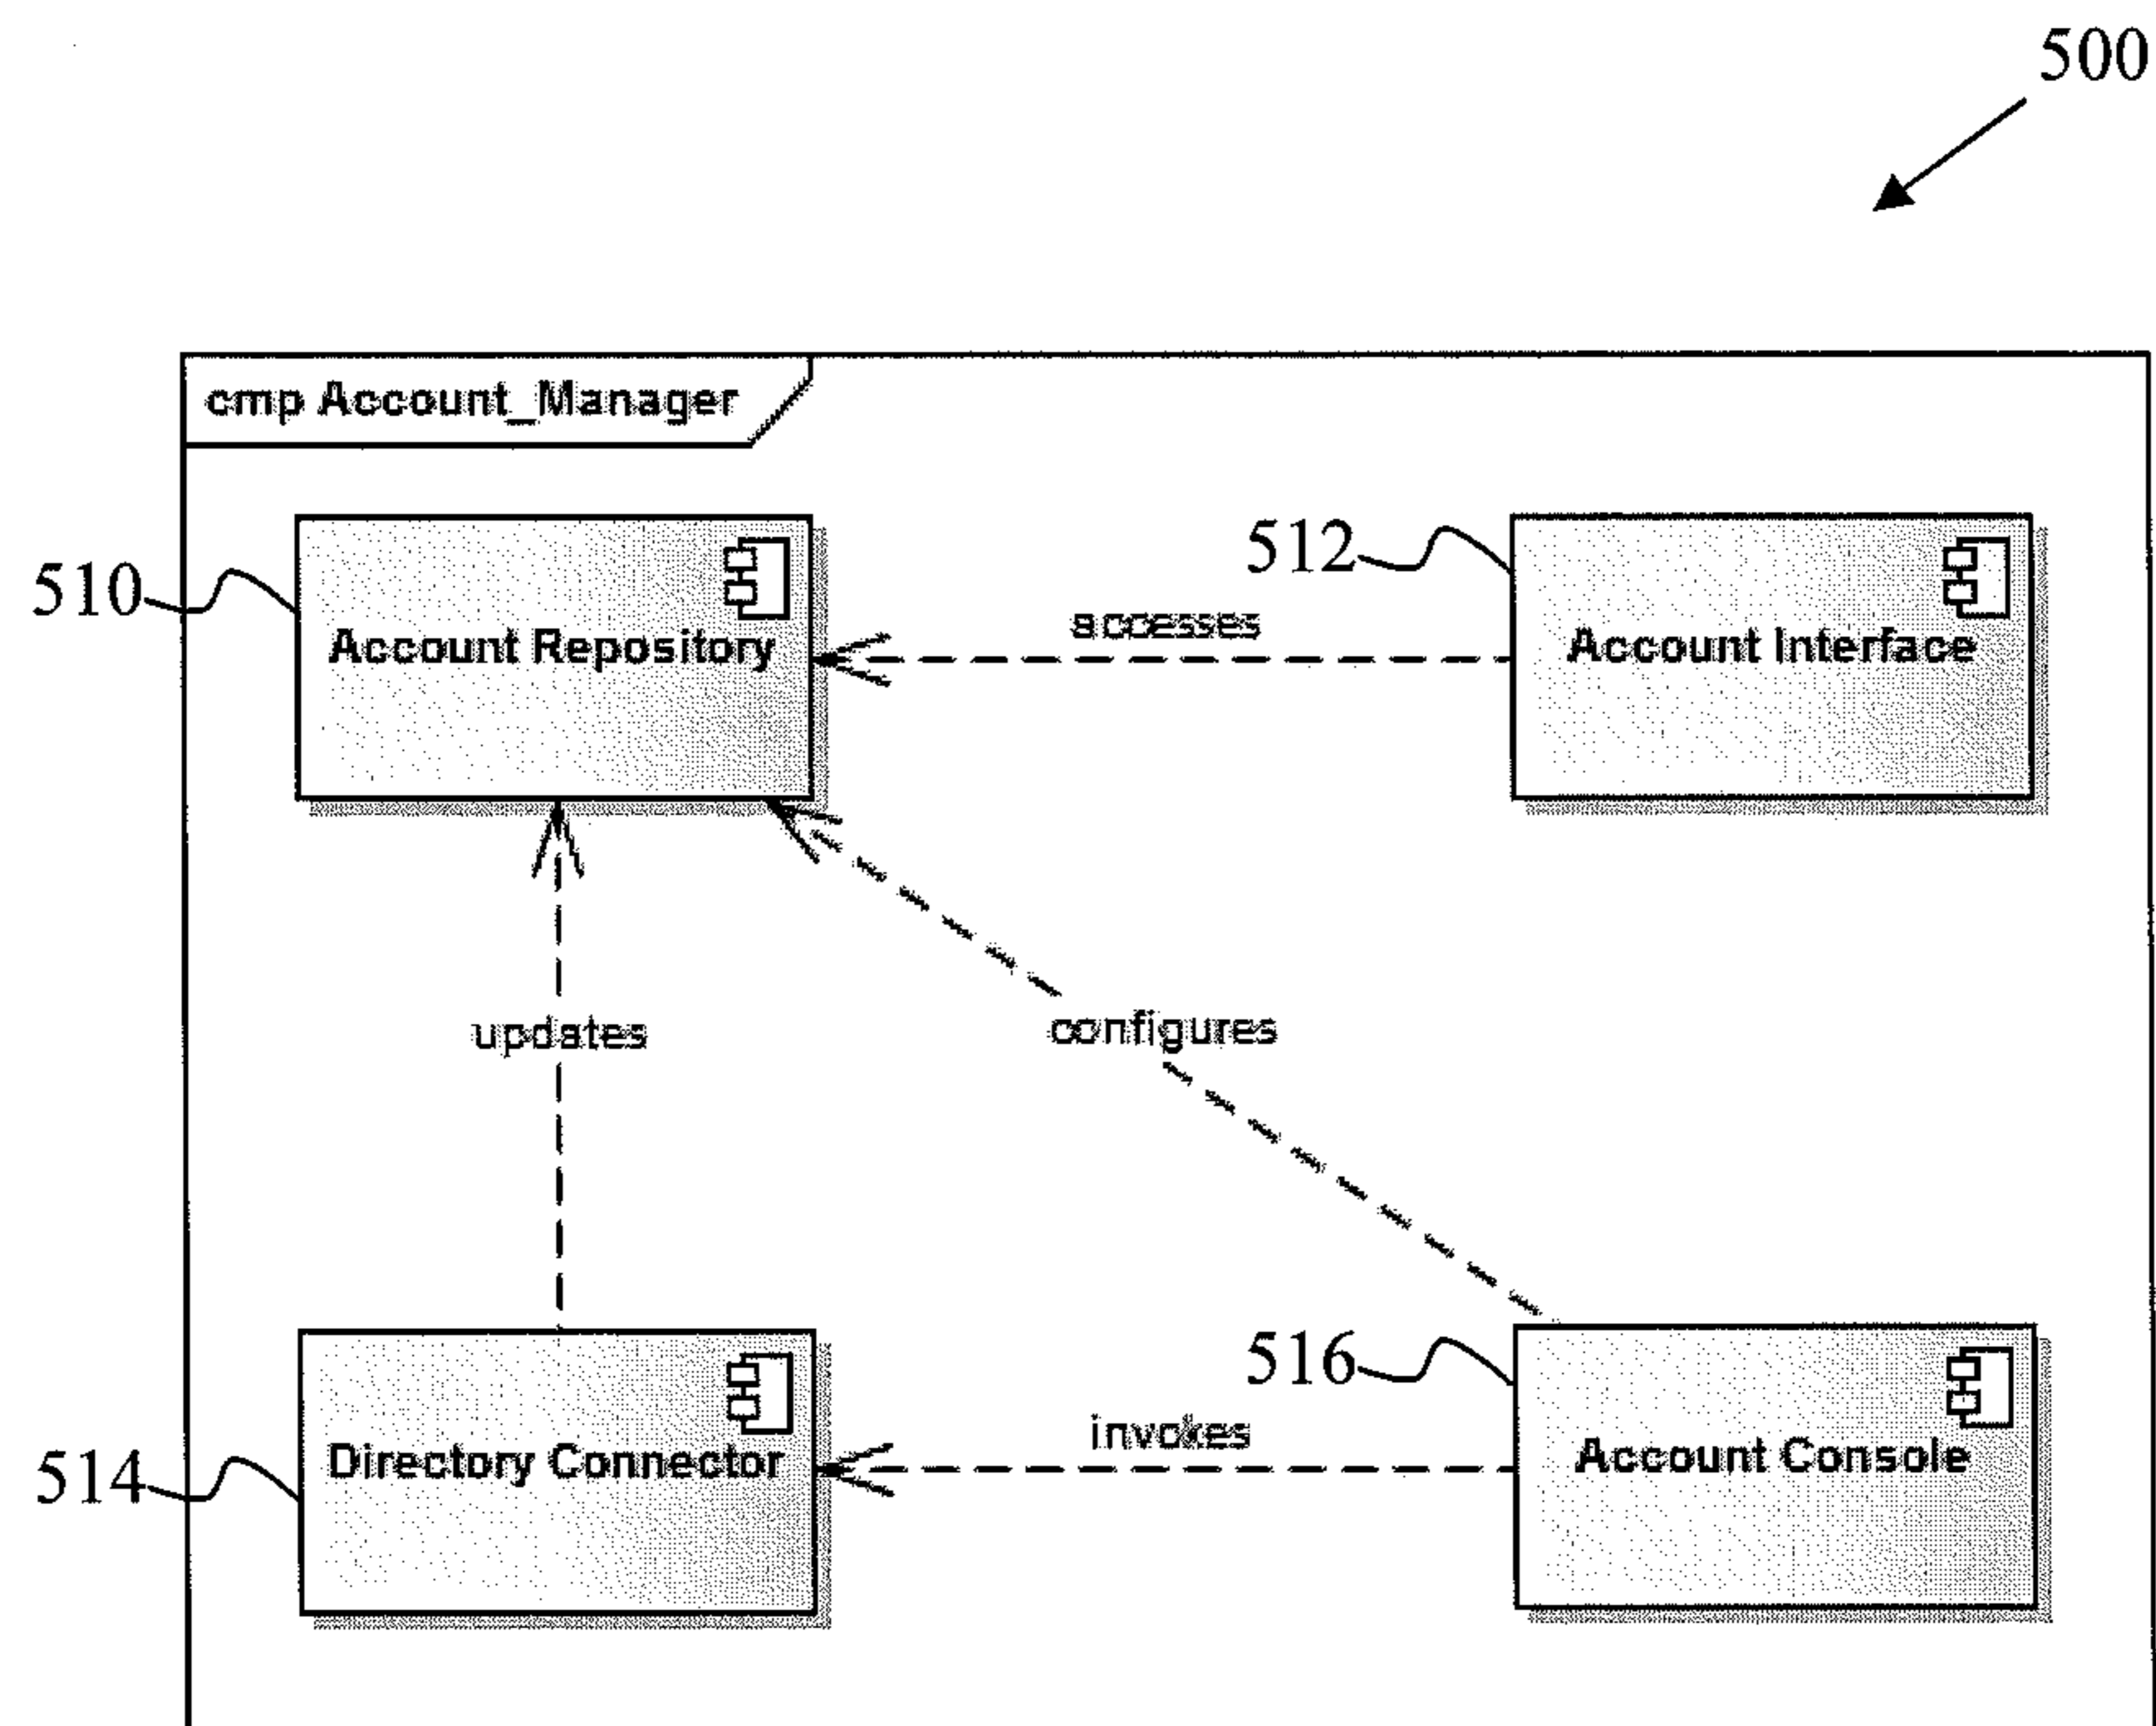 500
cmp Account_Manager
510
Account Repository
accesses
512
Account Interface
updates
configures
514
Directory Connector
invokes
516
Account Console